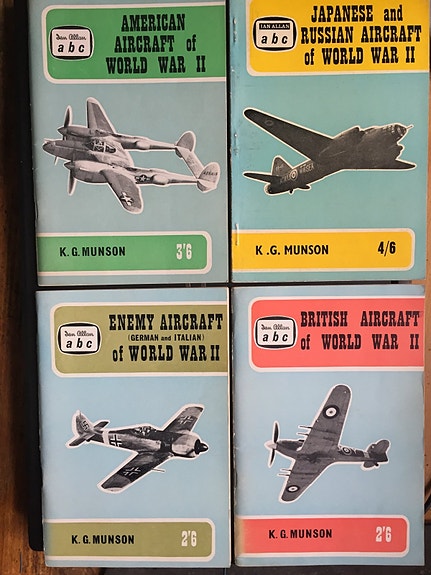 Ian Allan
abc
AMERICAN
AIRCRAFT of
WORLD WAR II
K. G. MUNSON 3'6
IAN ALLAN
abc
JAPANESE and
RUSSIAN AIRCRAFT
of WORLD WAR II
K .G. MUNSON 4/6
Ian Allan
abc
ENEMY AIRCRAFT
(GERMAN and ITALIAN)
of WORLD WAR II
K. G. MUNSON 2'6
Ian Allan
abc
BRITISH AIRCRAFT
of WORLD WAR II
K. G. MUNSON 2'6